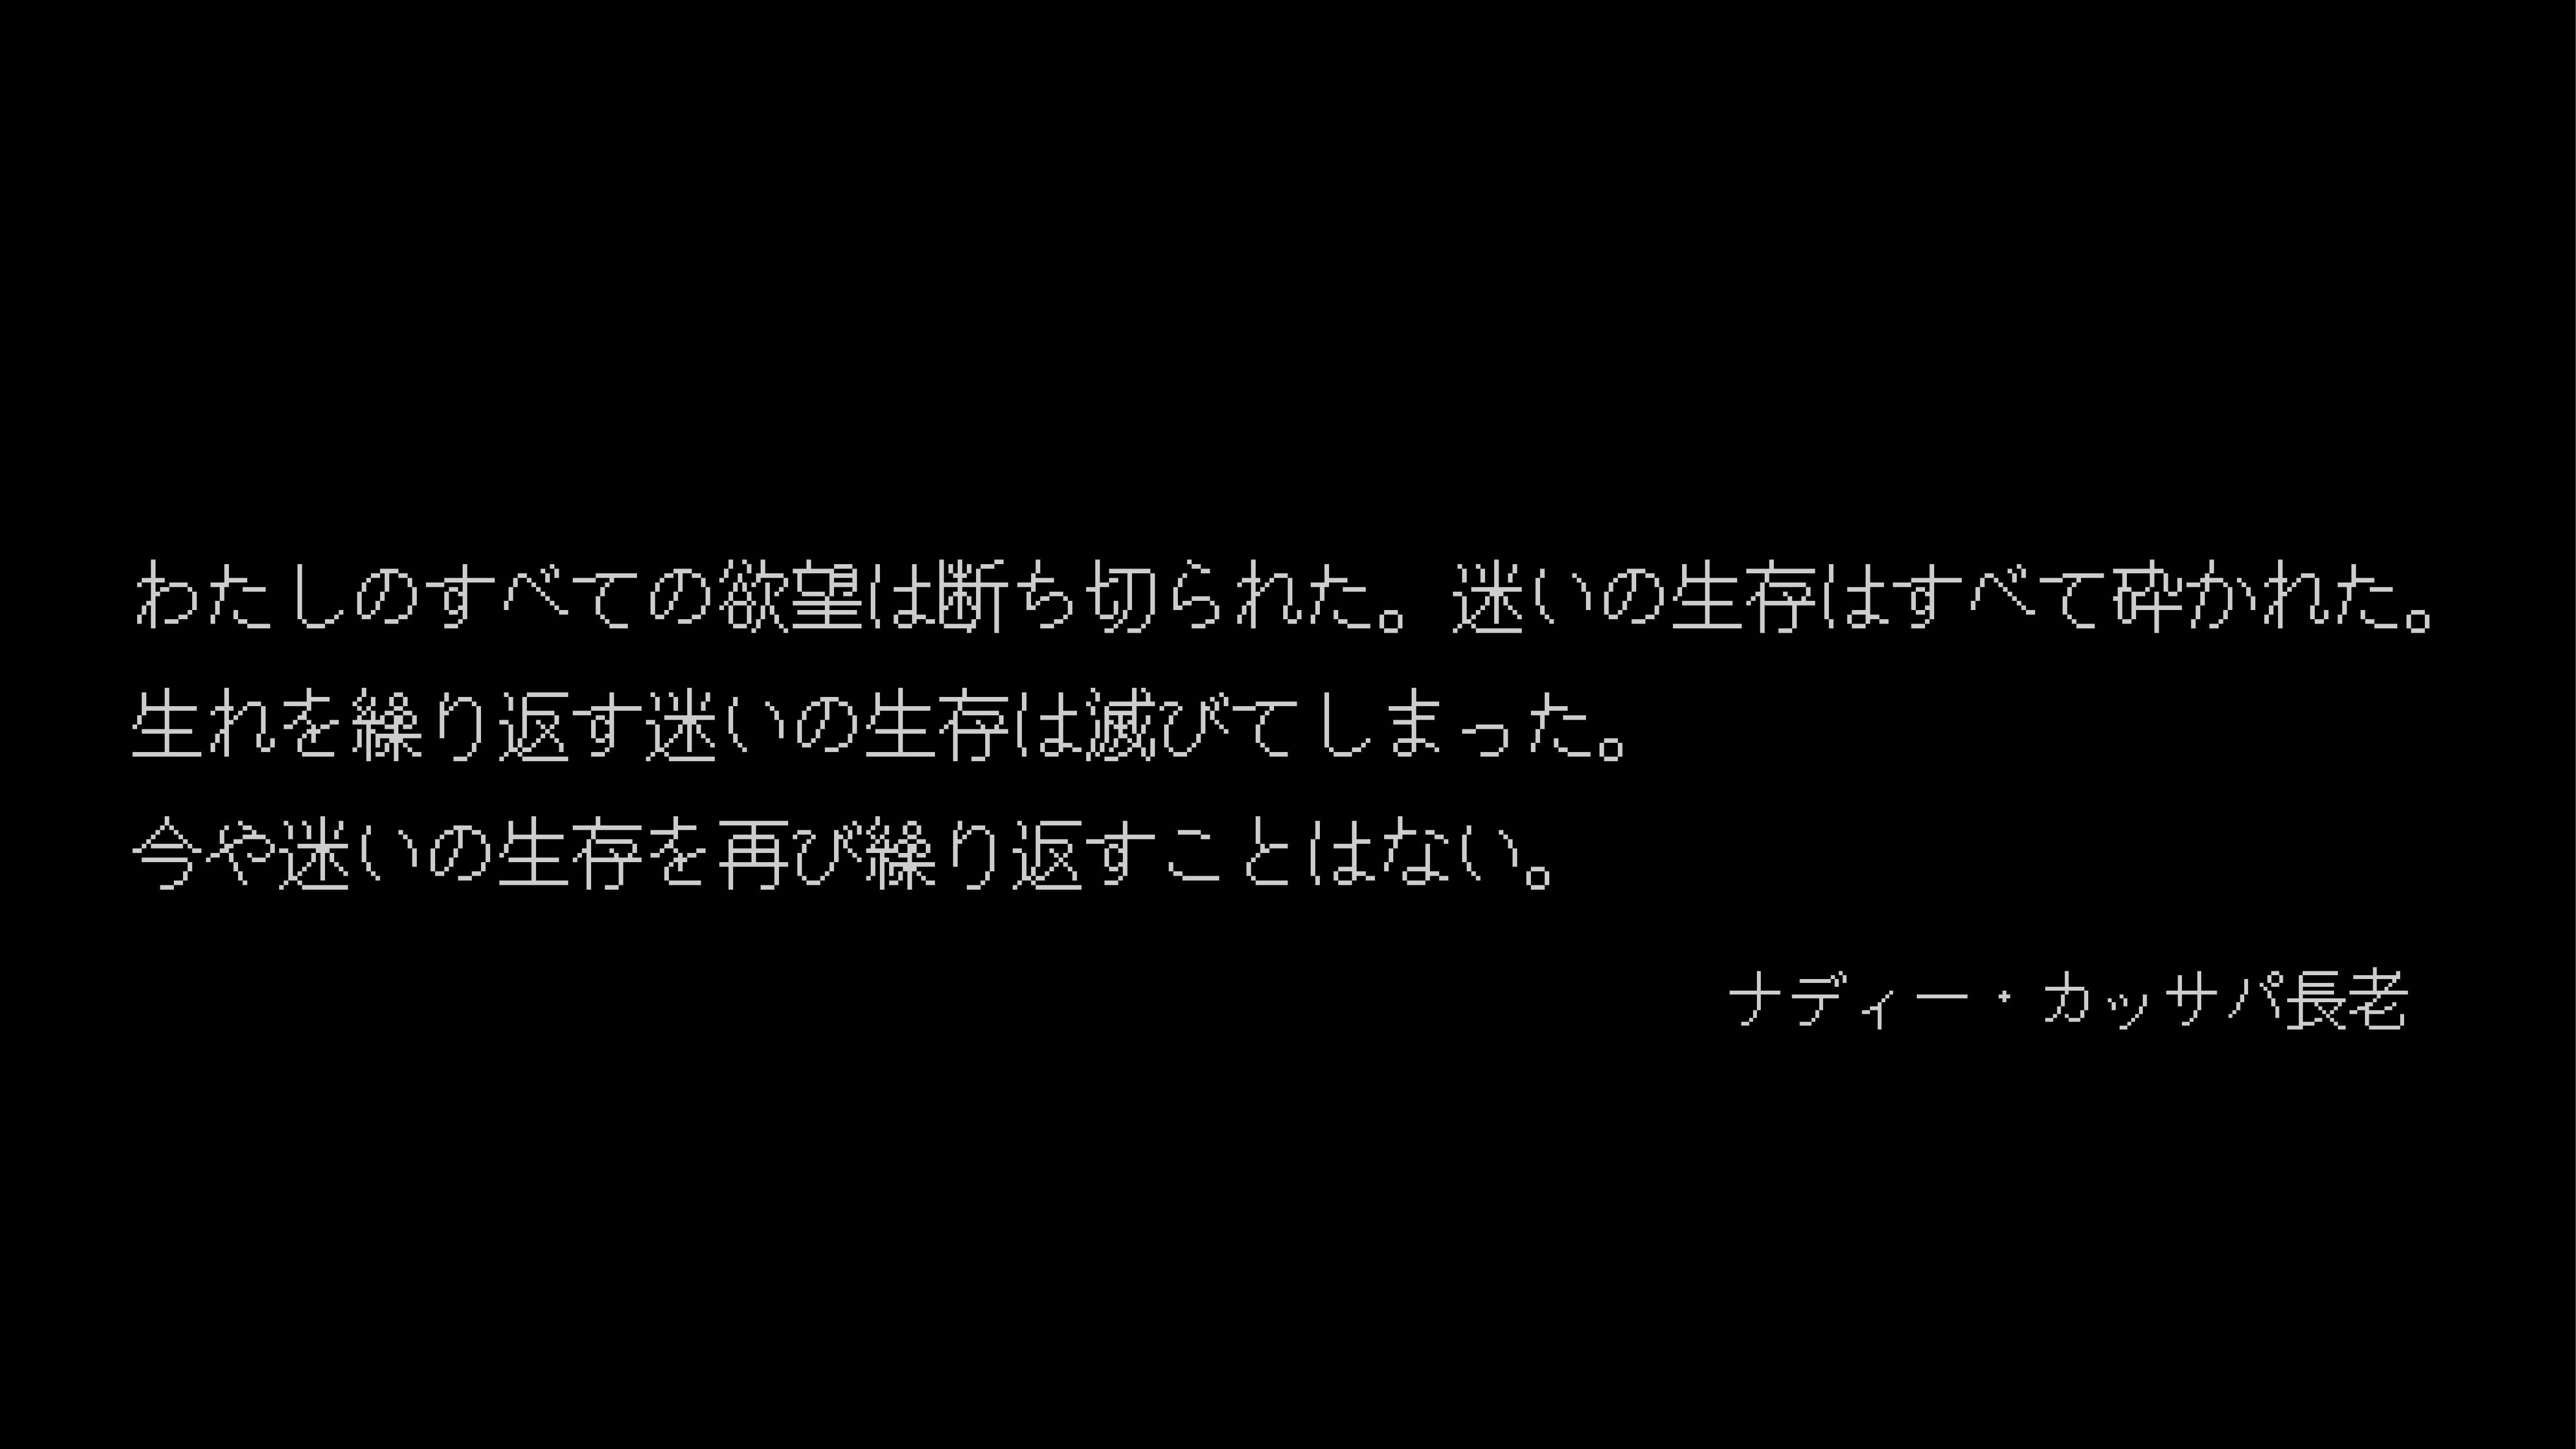 わたしのすべての欲望は断ち切られた。迷いの生存はすべて砕かれた。
生れを繰り返す迷いの生存は滅びてしまった。
今や迷いの生存を再び繰り返すことはない。
ナディー・カッサパ長老